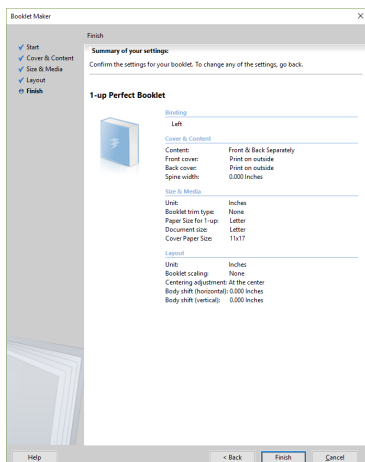 Booklet Maker
Finish
Start
Cover & Content
Size & Media
Layout
Finish
Summary of your settings:
Confirm the settings for your booklet. To change any of the settings, go back.
1-up Perfect Booklet
Binding
Left
Cover & Content
Content: Front & Back Separately
Front cover: Print on outside
Back cover: Print on outside
Spine width: 0.000 Inches
Size & Media
Unit: Inches
Booklet trim type: None
Paper Size for 1-up: Letter
Document size: Letter
Cover Paper Size: 11x17
Layout
Unit: Inches
Booklet scaling: None
Centering adjustment: At the center
Body shift (horizontal): 0.000 Inches
Body shift (vertical): 0.000 Inches
Help < Back Finish Cancel